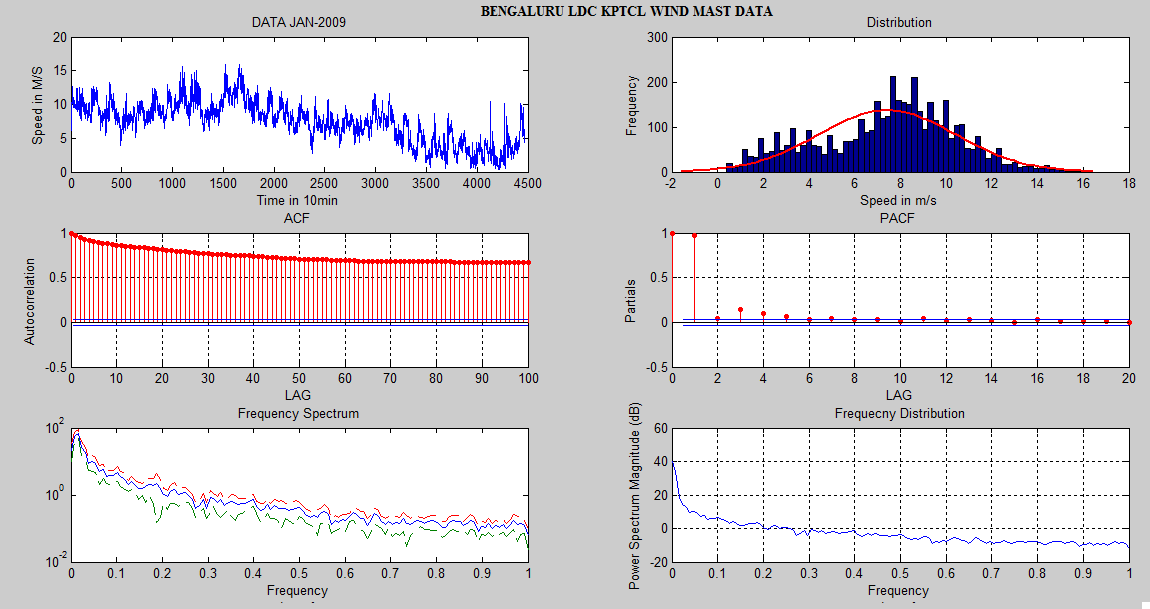 BENGALURU LDC KPTCL WIND MAST DATA
DATA JAN-2009
Speed in M/S
20
15
10
5
0
0 500 1000 1500 2000 2500 3000 3500 4000 4500
Time in 10min
Distribution
Frequency
300
200
100
0
-2 0 2 4 6 8 10 12 14 16 18
Speed in m/s
ACF
Autocorrelation
1
0.5
0
-0.5
0 10 20 30 40 50 60 70 80 90 100
LAG
PACF
Partials
1
0.5
0
-0.5
0 2 4 6 8 10 12 14 16 18 20
LAG
Frequency Spectrum
10^2
10^0
10^-2
0 0.1 0.2 0.3 0.4 0.5 0.6 0.7 0.8 0.9 1
Frequency
Frequecny Distribution
Power Spectrum Magnitude (dB)
60
40
20
0
-20
0 0.1 0.2 0.3 0.4 0.5 0.6 0.7 0.8 0.9 1
Frequency